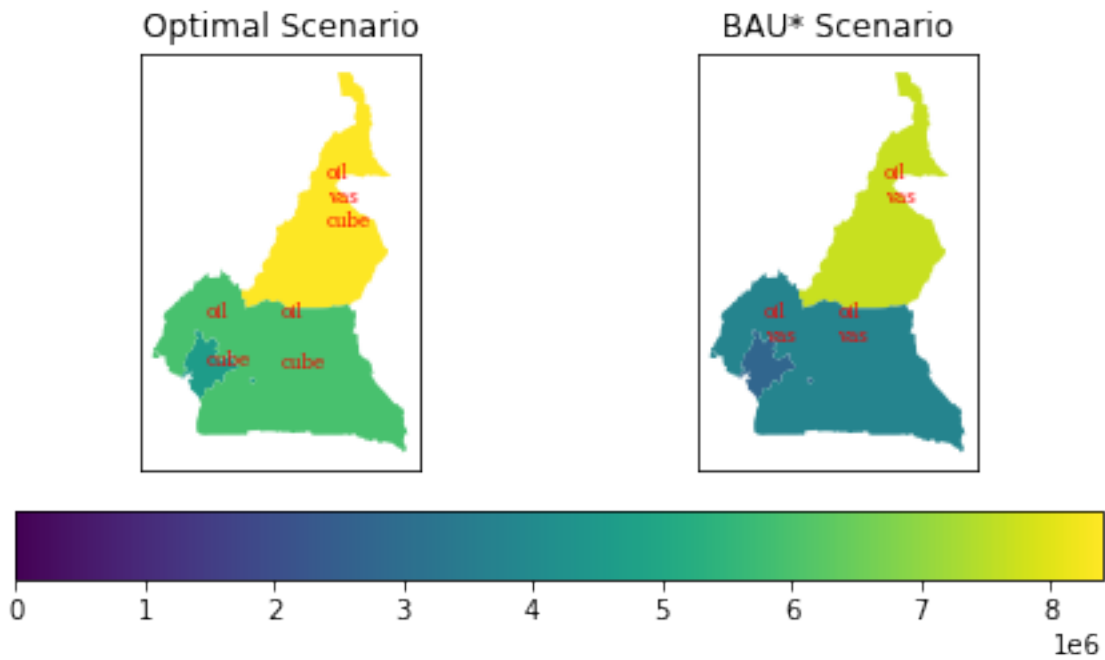 Optimal Scenario
BAU* Scenario
oil
vas
cube
oil
oil
cube
cube
oil
vas
oil
oil
vas
vas
0 1 2 3 4 5 6 7 8
1e6